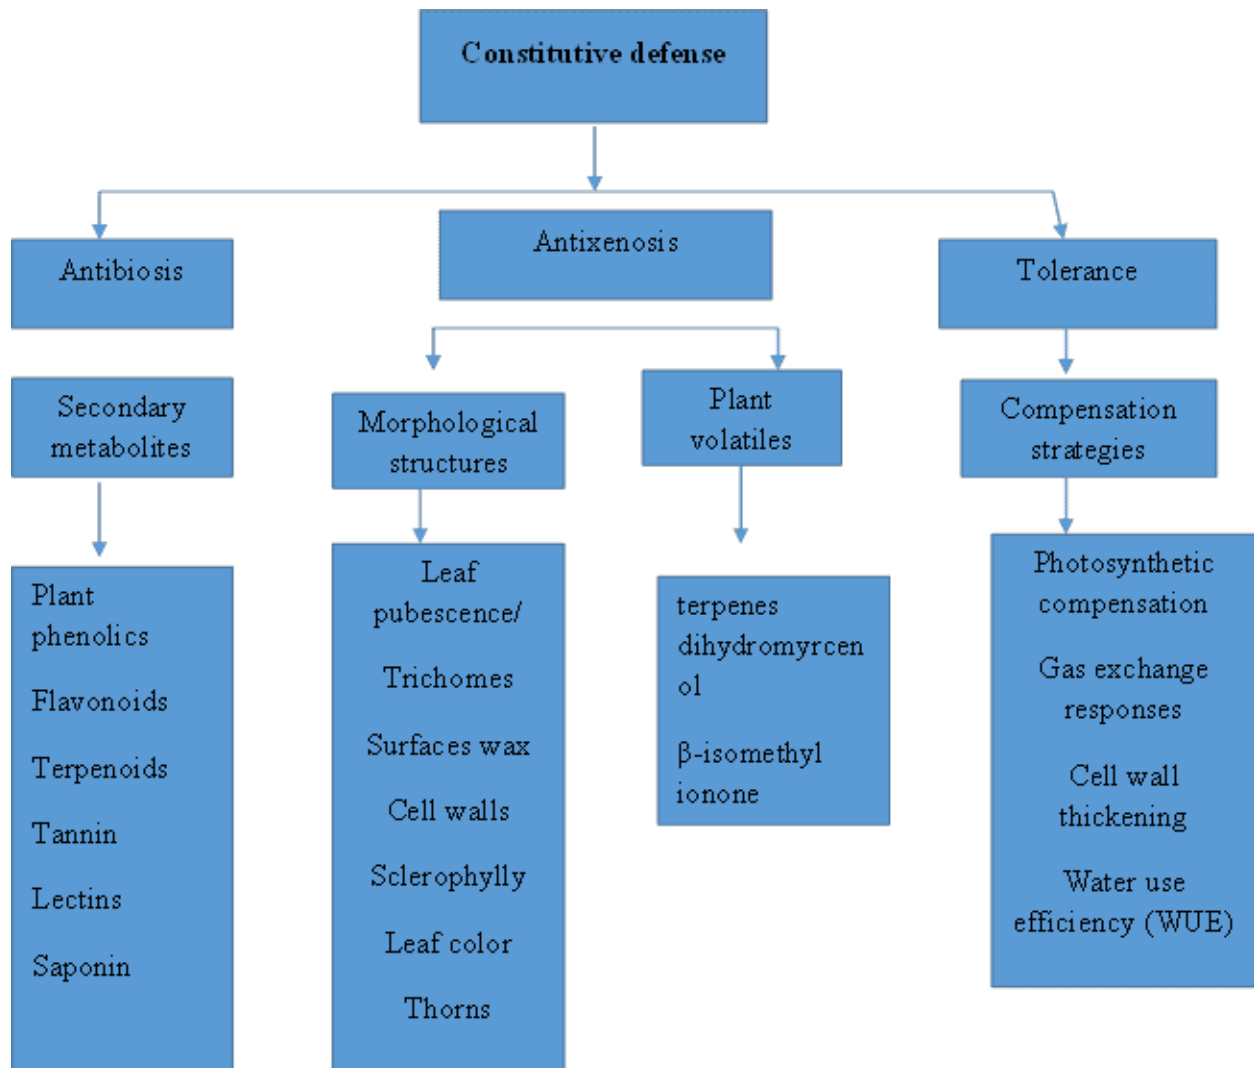 Constitutive defense
Antibiosis
Antixenosis
Tolerance
Secondary
metabolites
Morphological
structures
Plant
volatiles
Compensation
strategies
Plant
phenolics
Flavonoids
Terpenoids
Tannin
Lectins
Saponin
Leaf
pubescence/
Trichomes
Surfaces wax
Cell walls
Sclerophylly
Leaf color
Thorns
terpenes
dihydromyrcen
ol
β-isomethyl
ionone
Photosynthetic
compensation
Gas exchange
responses
Cell wall
thickening
Water use
efficiency (WUE)